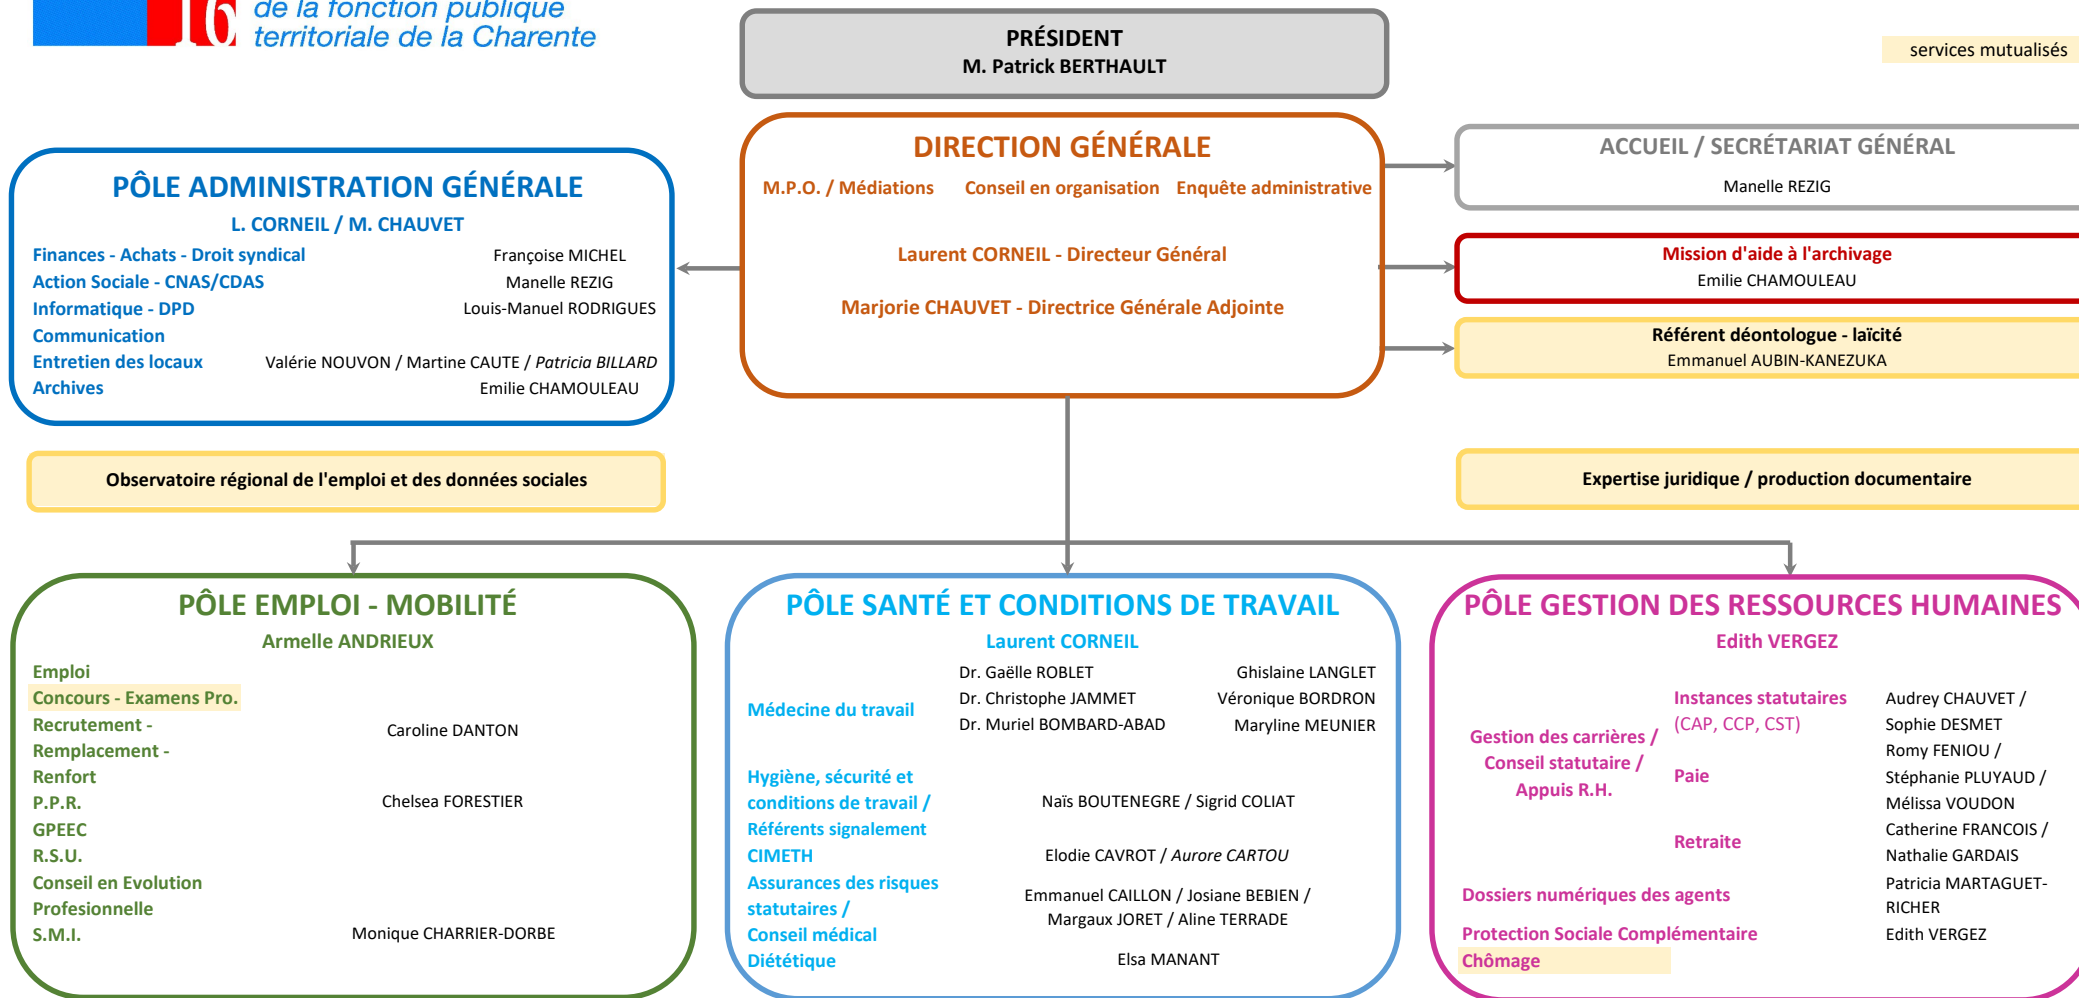 de la fonction publique
16 territoriale de la Charente
PRÉSIDENT
M. Patrick BERTHAULT
services mutualisés
PÔLE ADMINISTRATION GÉNÉRALE
L. CORNEIL / M. CHAUVET
Finances - Achats - Droit syndical Françoise MICHEL
Action Sociale - CNAS/CDAS Manelle REZIG
Informatique - DPD Louis-Manuel RODRIGUES
Communication
Entretien des locaux Valérie NOUVON / Martine CAUTE / Patricia BILLARD
Archives Emilie CHAMOULEAU
DIRECTION GÉNÉRALE
M.P.O. / Médiations Conseil en organisation Enquête administrative
Laurent CORNEIL - Directeur Général
Marjorie CHAUVET - Directrice Générale Adjointe
ACCUEIL / SECRÉTARIAT GÉNÉRAL
Manelle REZIG
Mission d'aide à l'archivage
Emilie CHAMOULEAU
Référent déontologue - laïcité
Emmanuel AUBIN-KANEZUKA
Observatoire régional de l'emploi et des données sociales
Expertise juridique / production documentaire
PÔLE EMPLOI - MOBILITÉ
Armelle ANDRIEUX
Emploi
Concours - Examens Pro.
Recrutement -
Remplacement -
Renfort
Caroline DANTON
P.P.R. Chelsea FORESTIER
GPEEC
R.S.U.
Conseil en Evolution
Profesionnelle
S.M.I. Monique CHARRIER-DORBE
PÔLE SANTÉ ET CONDITIONS DE TRAVAIL
Laurent CORNEIL
Médecine du travail
Dr. Gaëlle ROBLET Ghislaine LANGLET
Dr. Christophe JAMMET Véronique BORDRON
Dr. Muriel BOMBARD-ABAD Maryline MEUNIER
Hygiène, sécurité et
conditions de travail /
Référents signalement
Naïs BOUTENEGRE / Sigrid COLIAT
CIMETH Elodie CAVROT / Aurore CARTOU
Assurances des risques
statutaires /
Conseil médical
Emmanuel CAILLON / Josiane BEBIEN /
Margaux JORET / Aline TERRADE
Diététique Elsa MANANT
PÔLE GESTION DES RESSOURCES HUMAINES
Edith VERGEZ
Gestion des carrières /
Conseil statutaire /
Appuis R.H.
Instances statutaires
(CAP, CCP, CST)
Audrey CHAUVET /
Sophie DESMET
Paie
Romy FENIOU /
Stéphanie PLUYAUD /
Mélissa VOUDON
Retraite
Catherine FRANCOIS /
Nathalie GARDAIS
Dossiers numériques des agents
Patricia MARTAGUET-
RICHER
Protection Sociale Complémentaire Edith VERGEZ
Chômage